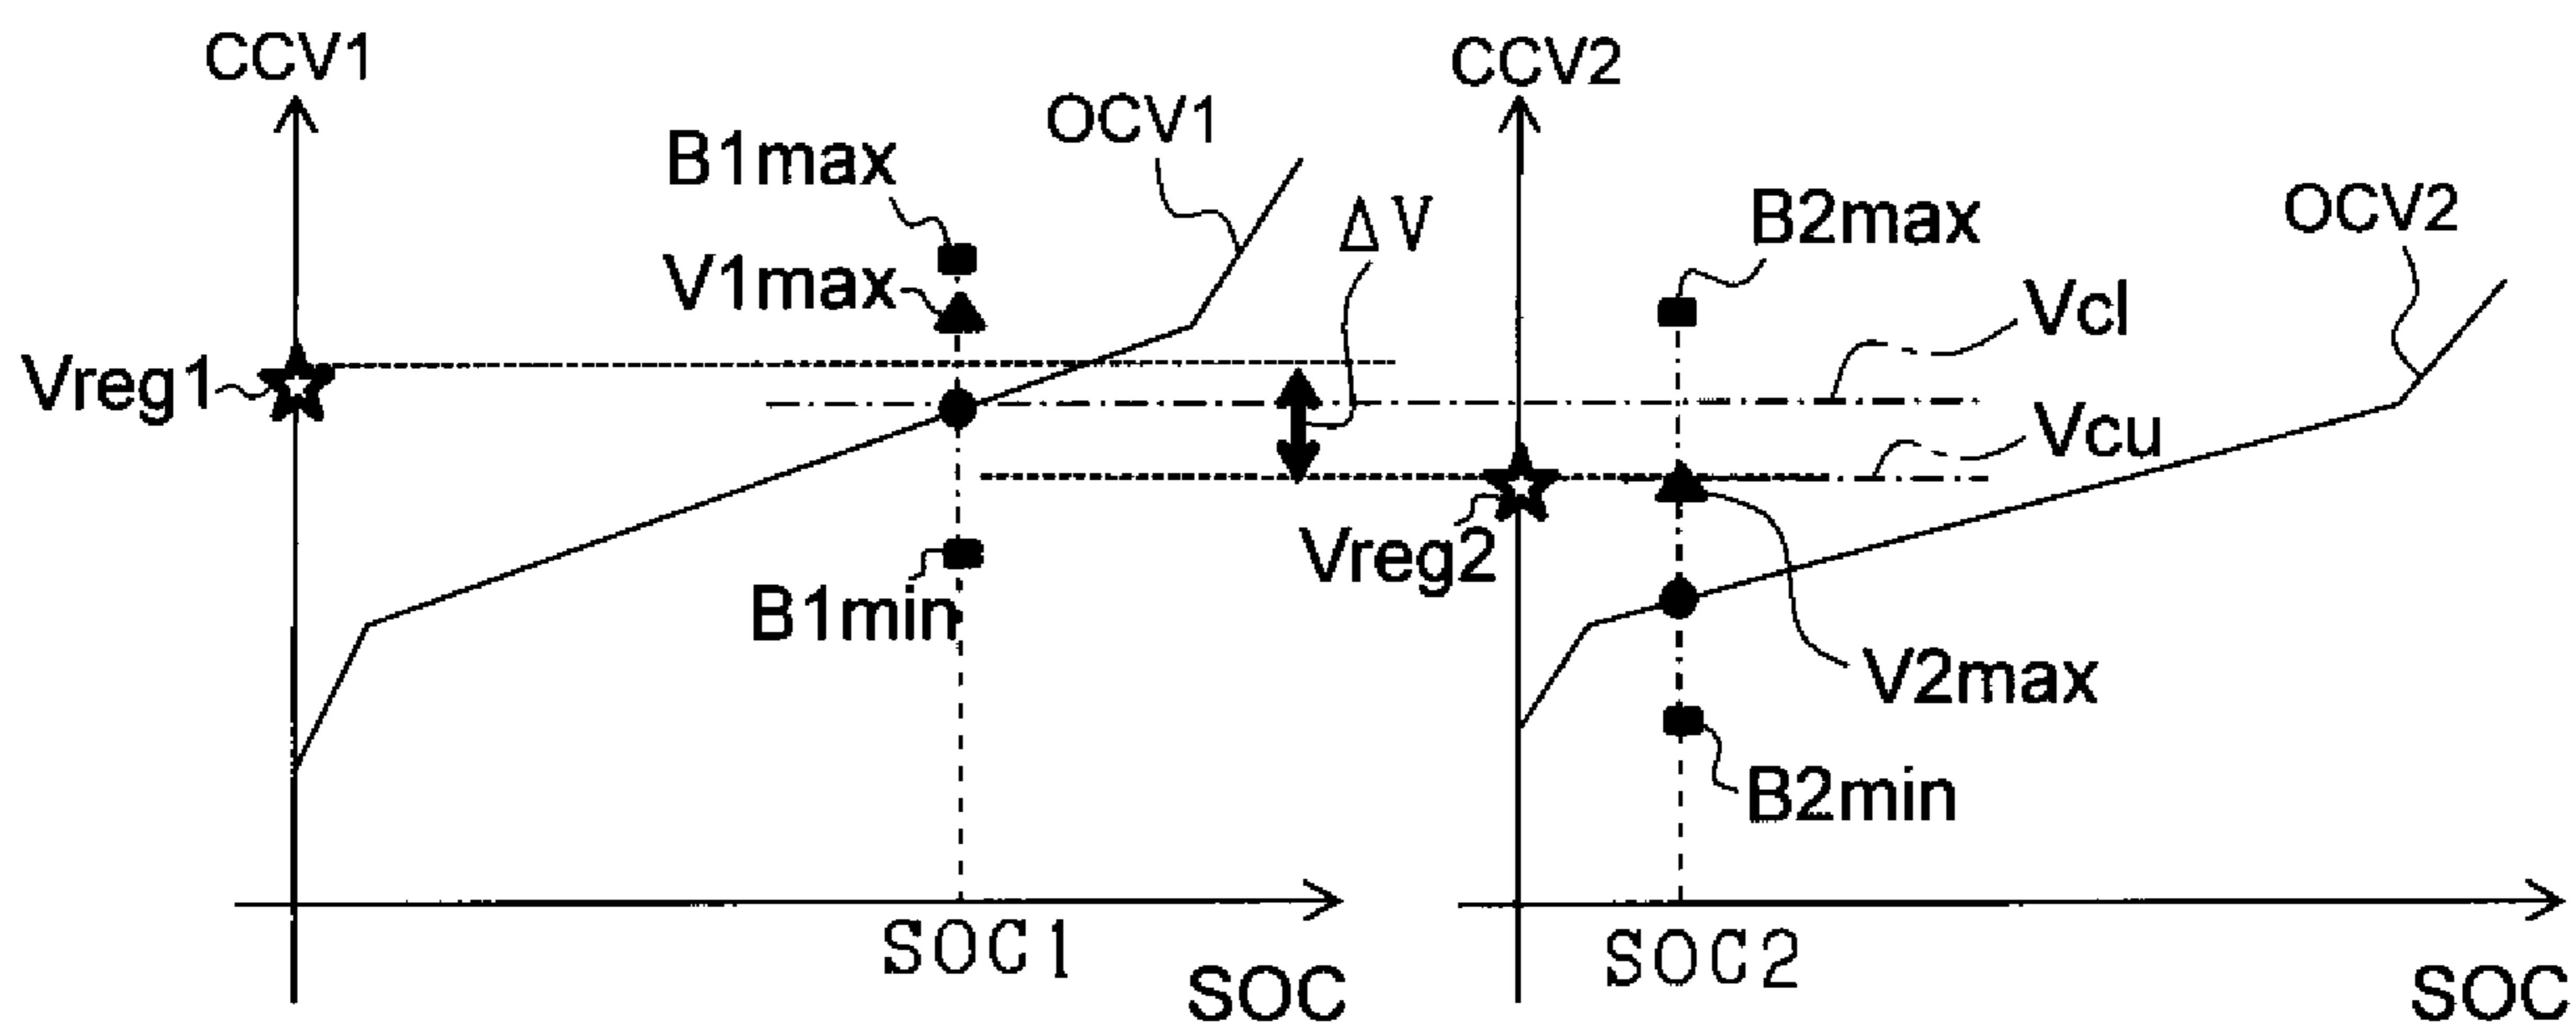 CCV1
OCV1
B1max
V1max
ΔV
Vreg1
B1min
SOC1
SOC
CCV2
OCV2
B2max
Vcl
Vcu
Vreg2
V2max
B2min
SOC2
SOC